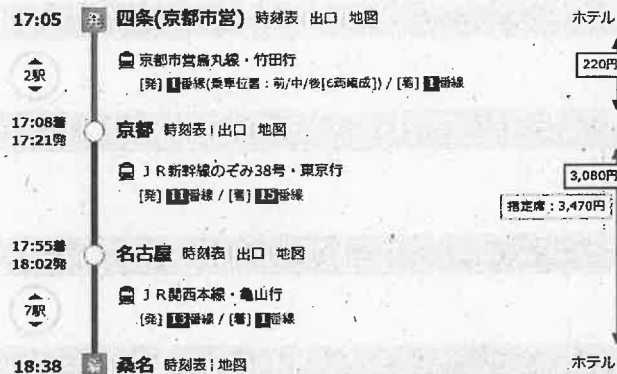 17:05 発 四条(京都市営) 時刻表 出口 地図 ホテル
京都市営烏丸線・竹田行
2駅
220円
[発] 1番線(乗車位置:前/中/後[6両編成]) / [着] 1番線
17:08着
17:21発
京都 時刻表 出口 地図
JR新幹線のぞみ38号・東京行
3,080円
[発] 11番線 / [着] 15番線
指定席:3,470円
17:55着
18:02発
名古屋 時刻表 出口 地図
JR関西本線・亀山行
7駅
[発] 13番線 / [着] 1番線
18:38 桑名 時刻表 地図 ホテル